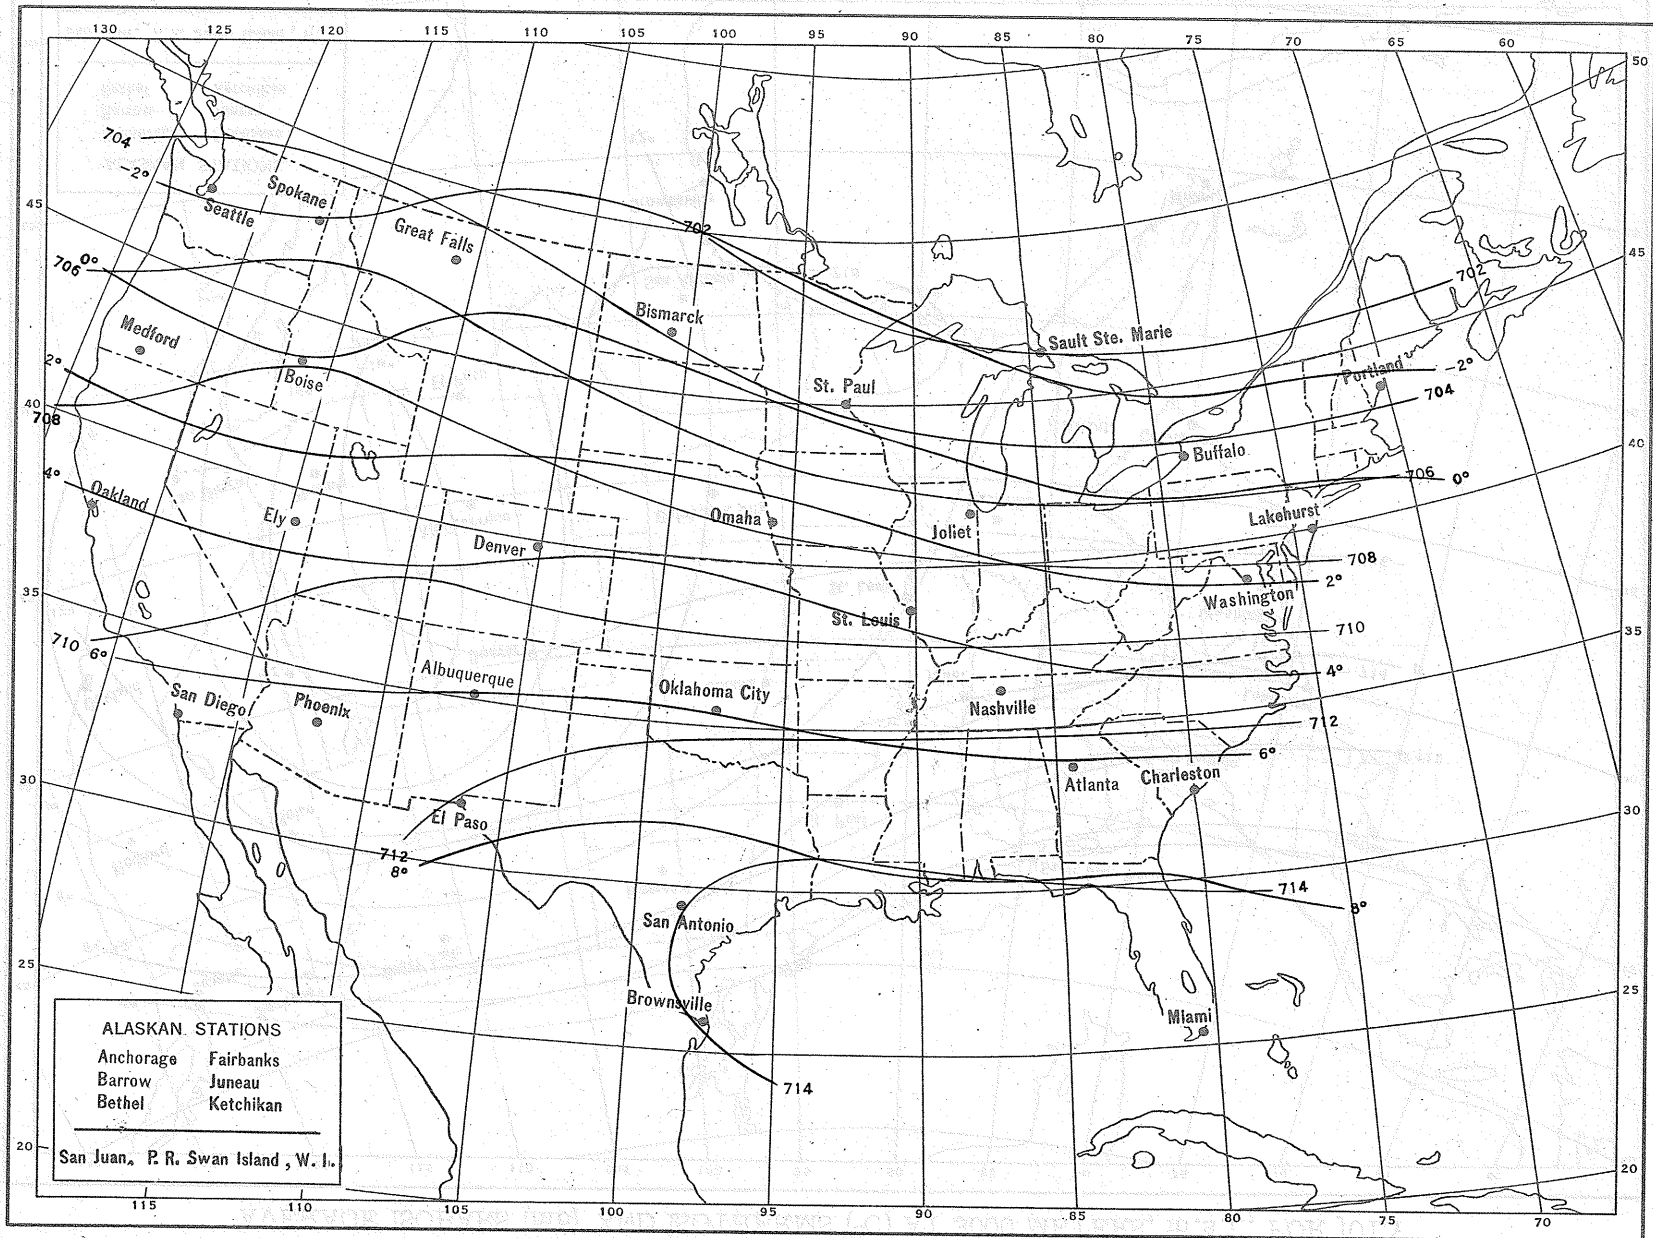 130 125 120 115 110 105 100 95 90 85 80 75 70 65 60
50
704
-2°
Spokane
Seattle
45
Great Falls
702
45
702
0°
706
Bismarck
Medford
Sault Ste. Marie
2°
Boise
St. Paul
Portland
-2°
704
40
708
40
Buffalo
4°
Oakland
706
0°
Ely
Omaha
Joliet
Lakehurst
Denver
708
2°
35
Washington
St. Louis
710
35
710
6°
4°
Albuquerque
Oklahoma City
San Diego
Phoenix
Nashville
712
6°
30
Atlanta
Charleston
30
El Paso
712
8°
714
8°
San Antonio
25
25
Brownsville
Miami
714
ALASKAN STATIONS
Anchorage Fairbanks
Barrow Juneau
Bethel Ketchikan
San Juan, P. R. Swan Island, W. I.
20
20
115 110 105 100 95 90 85 80 75 70